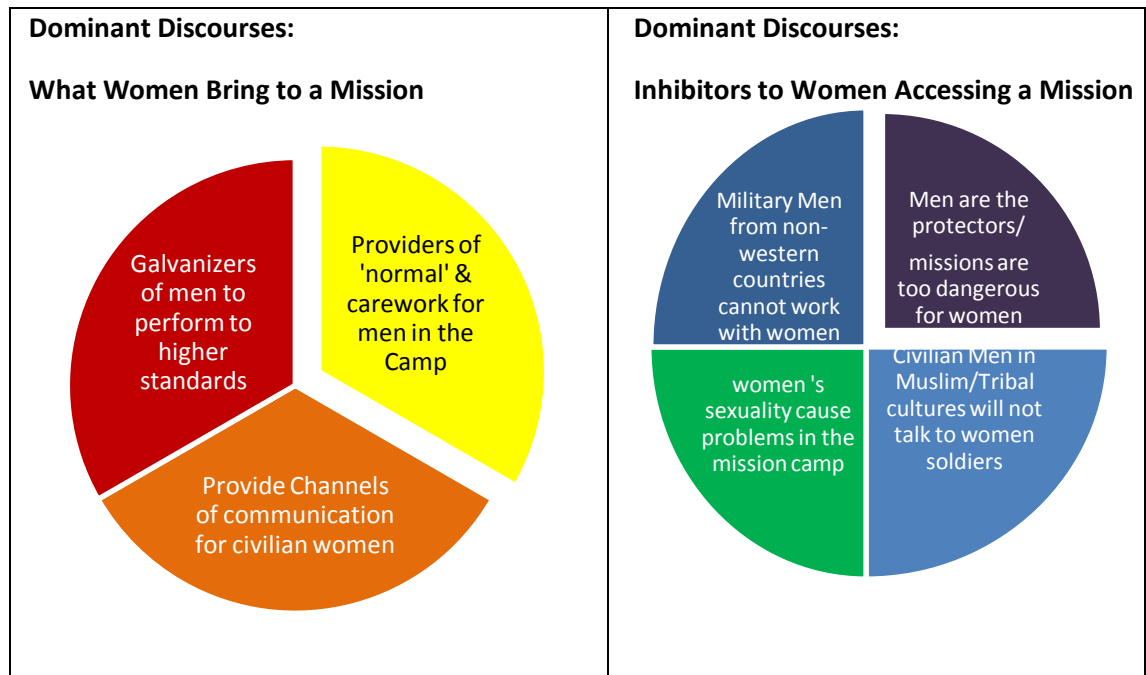 Dominant Discourses:
What Women Bring to a Mission
Galvanizers
of men to
perform to
higher
standards
Providers of
'normal' &
carework for
men in the
Camp
Provide Channels
of communication
for civilian women
Dominant Discourses:
Inhibitors to Women Accessing a Mission
Military Men
from non-
western
countries
cannot work
with women
Men are the
protectors/
missions are
too dangerous
for women
women 's
sexuality cause
problems in the
mission camp
Civilian Men in
Muslim/Tribal
cultures will not
talk to women
soldiers